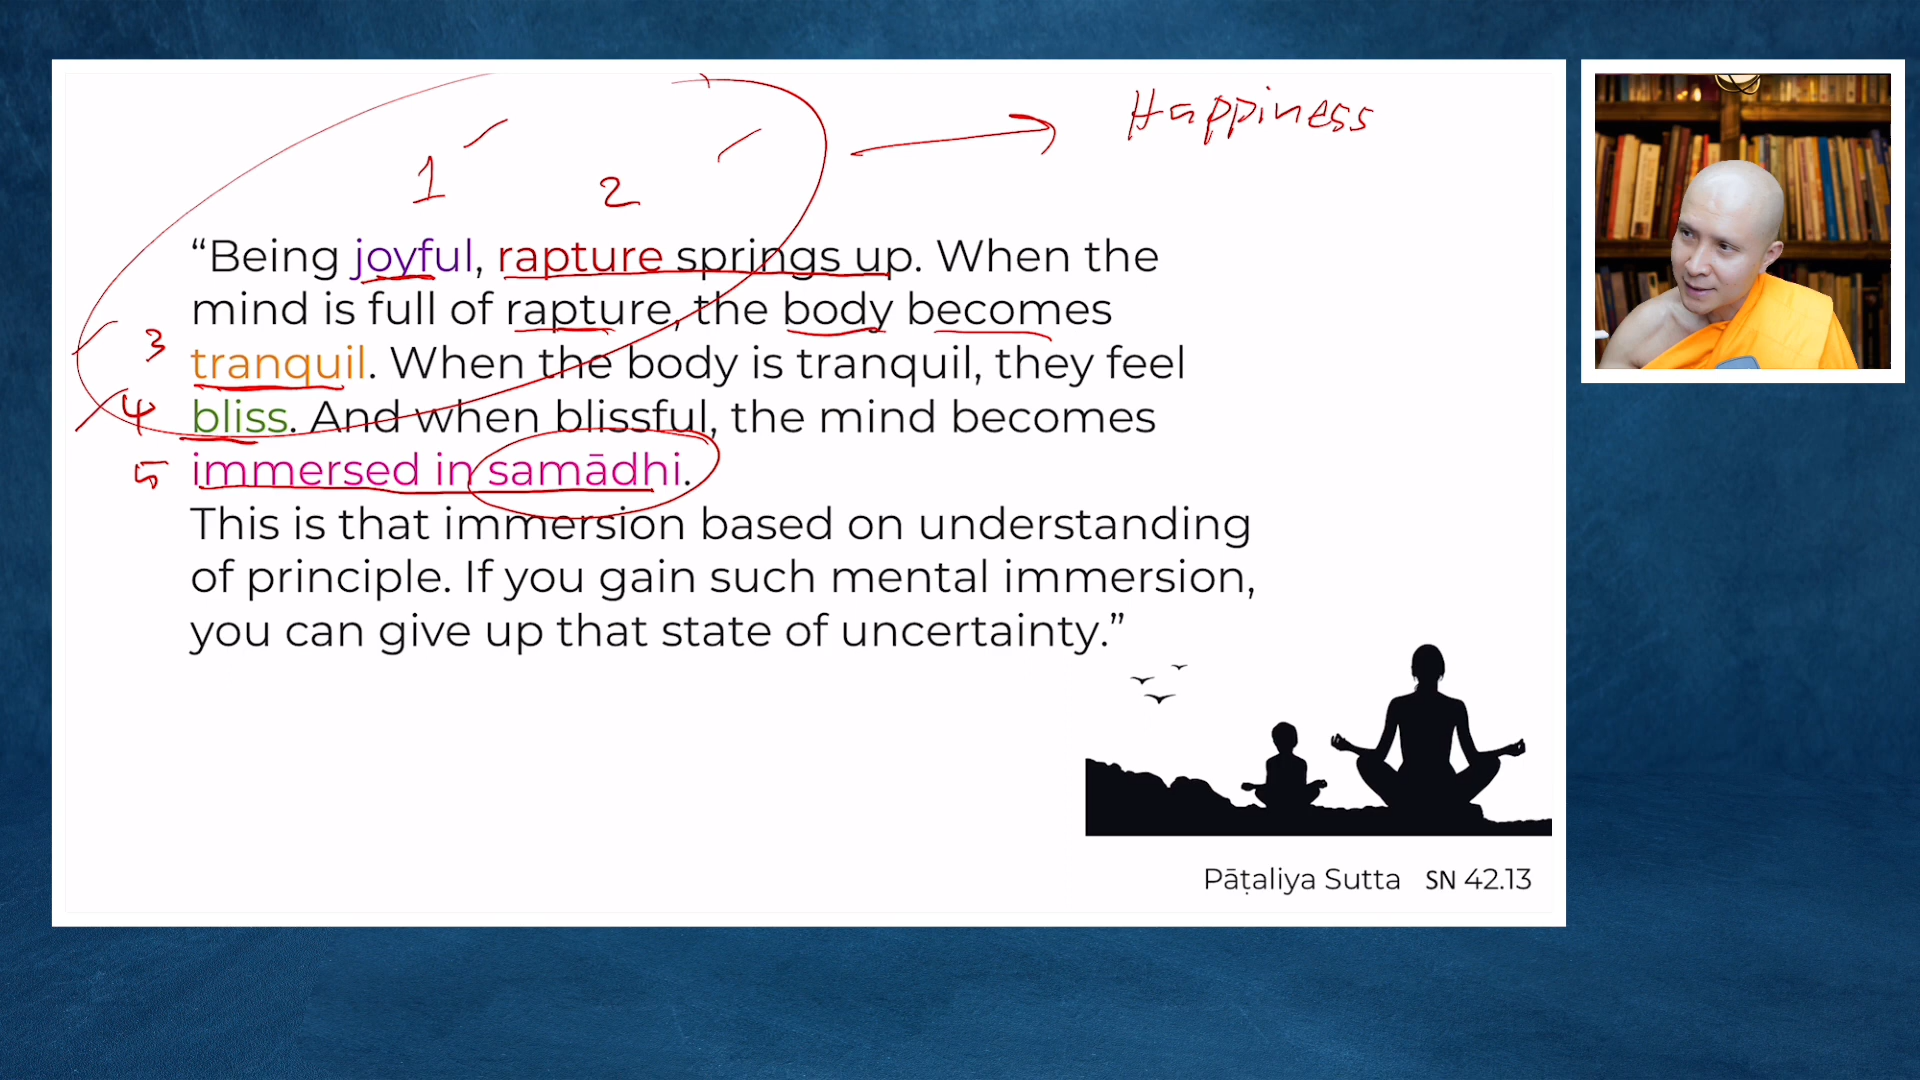 Happiness
1 2
“Being joyful, rapture springs up. When the
mind is full of rapture, the body becomes
3 tranquil. When the body is tranquil, they feel
4 bliss. And when blissful, the mind becomes
5 immersed in samādhi.
This is that immersion based on understanding
of principle. If you gain such mental immersion,
you can give up that state of uncertainty.”
Pāṭaliya Sutta SN 42.13